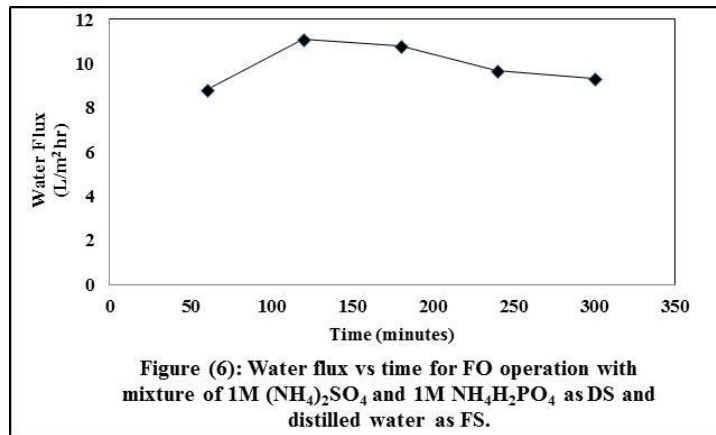 12
10
8
6
4
2
0
Water Flux
(L/m²hr)
0 50 100 150 200 250 300 350
Time (minutes)
Figure (6): Water flux vs time for FO operation with
mixture of 1M (NH₄)₂SO₄ and 1M NH₄H₂PO₄ as DS and
distilled water as FS.